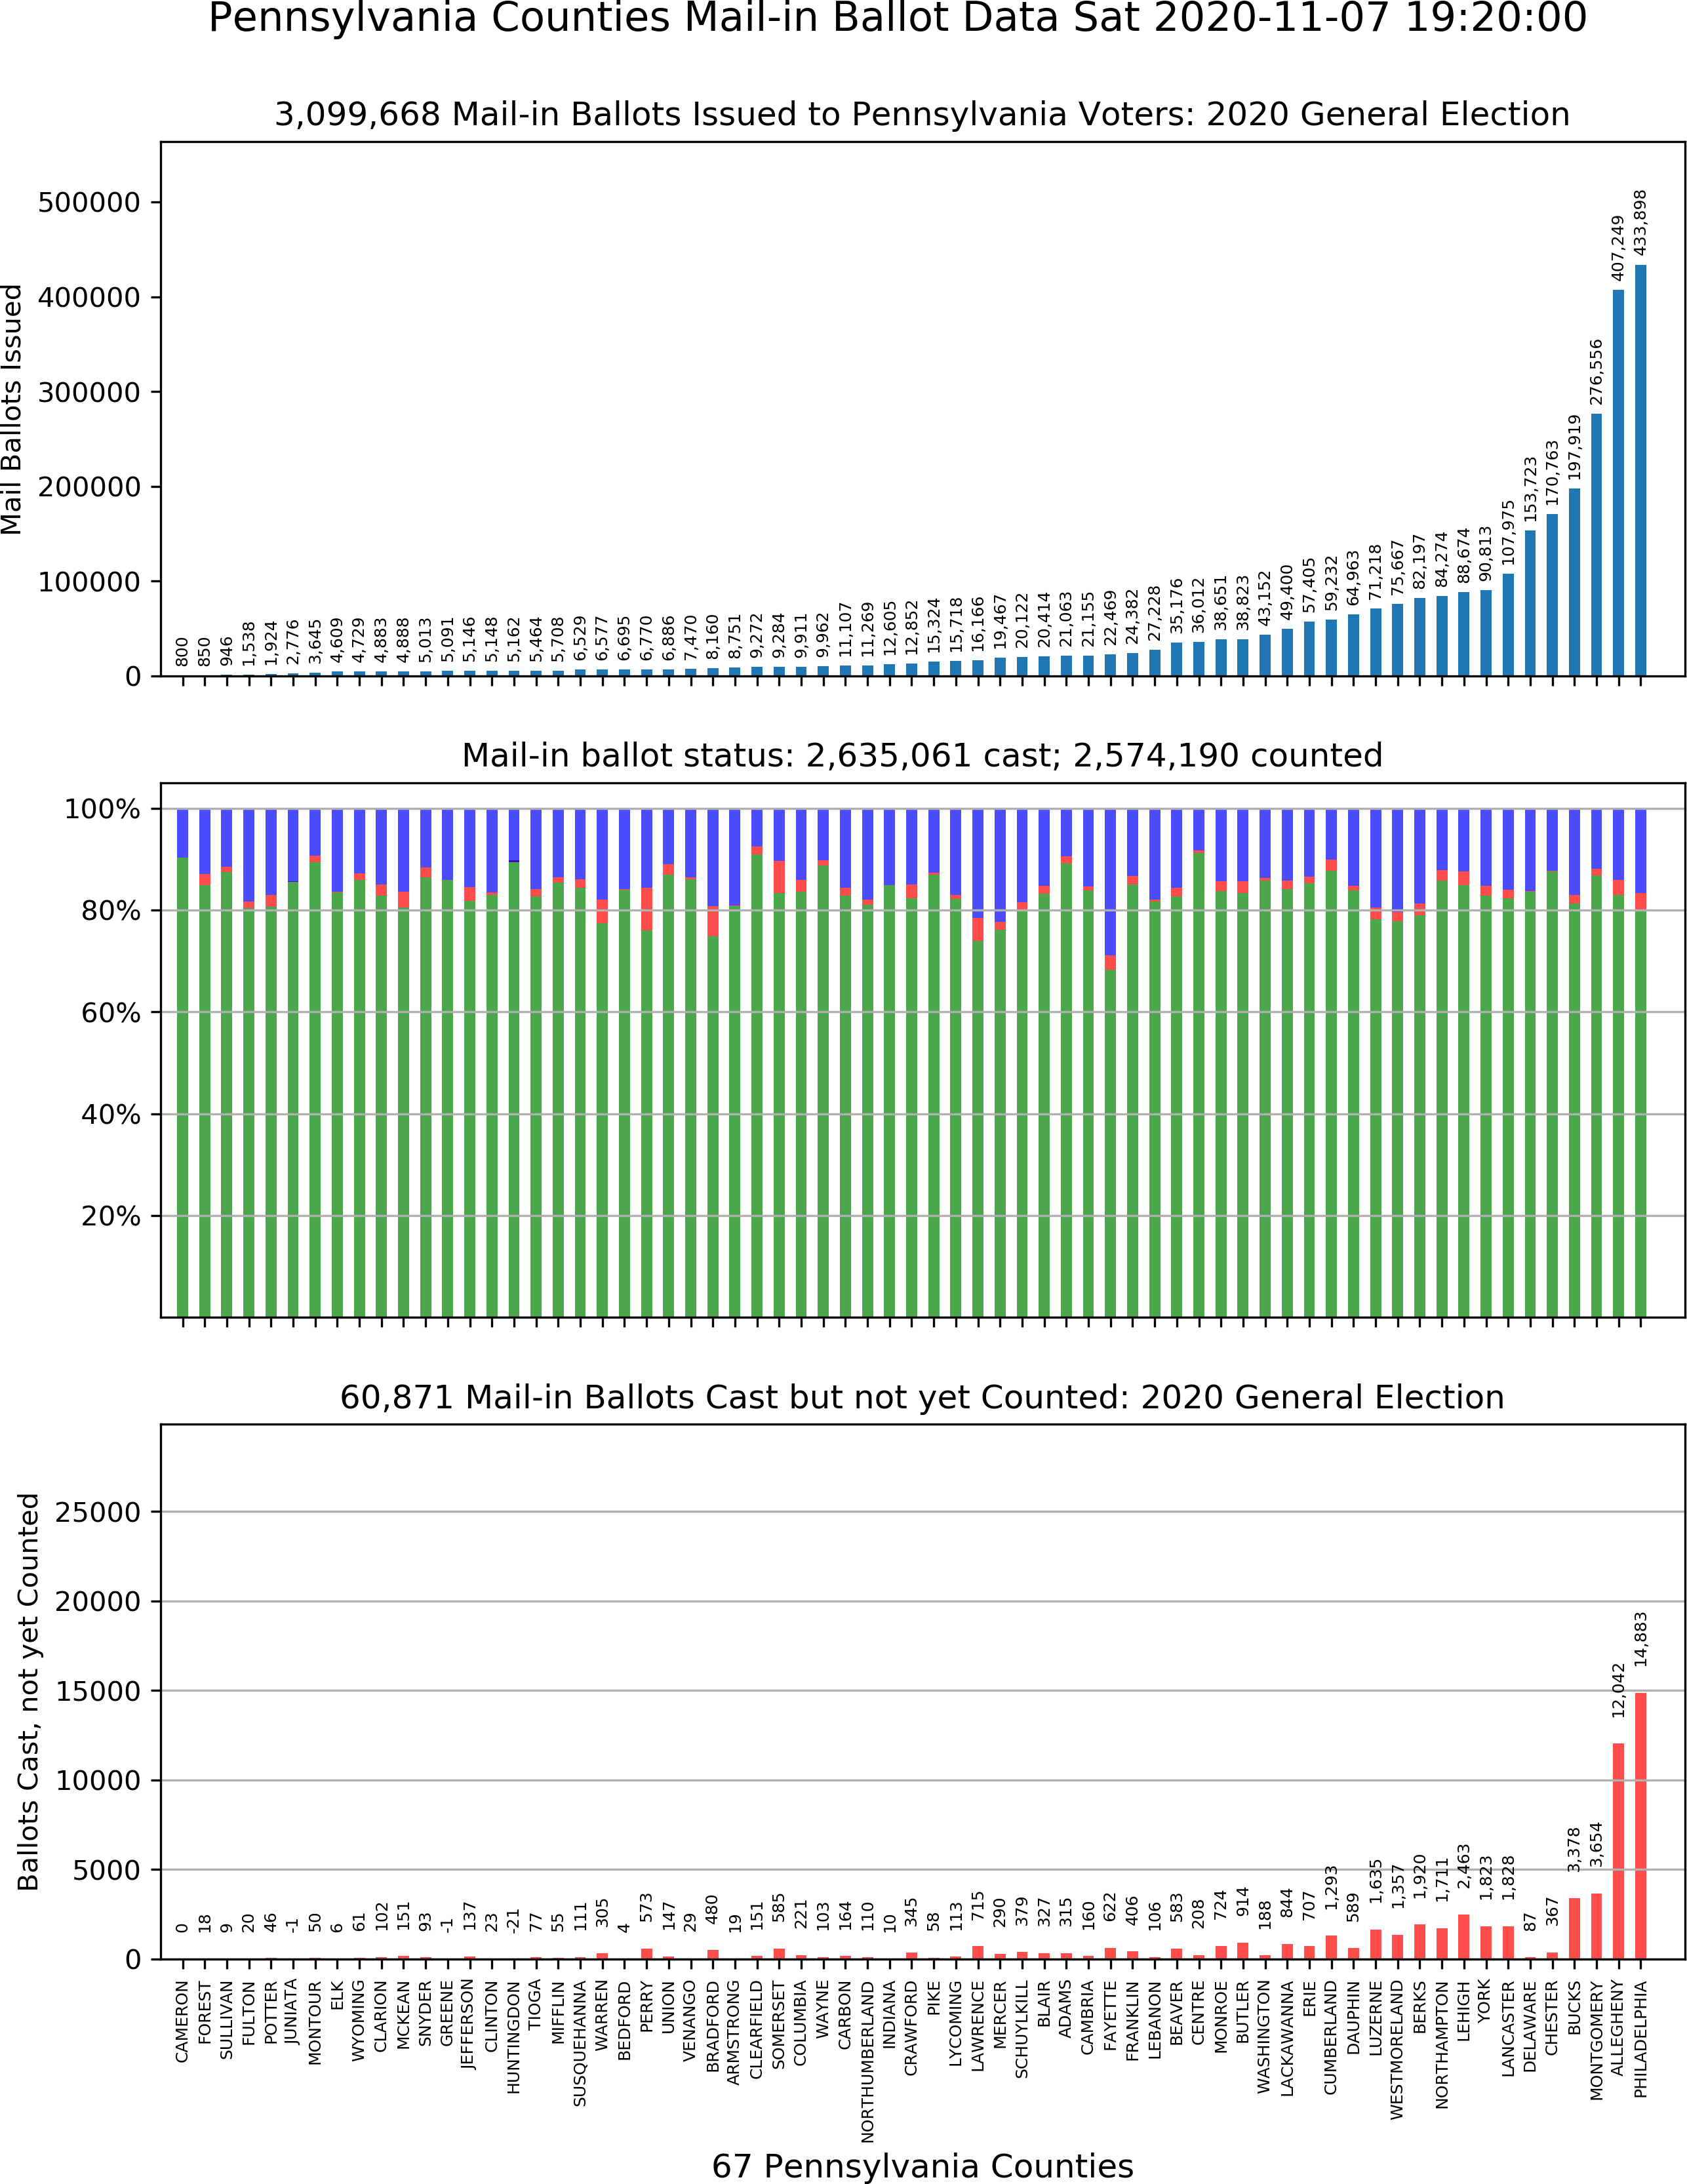 Pennsylvania Counties Mail-in Ballot Data Sat 2020-11-07 19:20:00
3,099,668 Mail-in Ballots Issued to Pennsylvania Voters: 2020 General Election
Mail Ballots Issued
500000
400000
300000
200000
100000
0
800
850
946
1,538
1,924
2,776
3,645
4,609
4,729
4,883
4,888
5,013
5,091
5,146
5,148
5,162
5,464
5,708
6,529
6,577
6,695
6,770
6,886
7,470
8,160
8,751
9,272
9,284
9,911
9,962
11,107
11,269
12,605
12,852
15,324
15,718
16,166
19,467
20,122
20,414
21,063
21,155
22,469
24,382
27,228
35,176
36,012
38,651
38,823
43,152
49,400
57,405
59,232
64,963
71,218
75,667
82,197
84,274
88,674
90,813
107,975
153,723
170,763
197,919
276,556
407,249
433,898
Mail-in ballot status: 2,635,061 cast; 2,574,190 counted
100%
80%
60%
40%
20%
60,871 Mail-in Ballots Cast but not yet Counted: 2020 General Election
Ballots Cast, not yet Counted
25000
20000
15000
10000
5000
0
0
18
9
20
46
-1
50
6
61
102
151
93
-1
137
23
-21
77
55
111
305
4
573
147
29
480
19
151
585
221
103
164
110
10
345
58
113
715
290
379
327
315
160
622
406
106
583
208
724
914
188
844
707
1,293
589
1,635
1,357
1,920
1,711
2,463
1,823
1,828
87
367
3,378
3,654
12,042
14,883
CAMERON
FOREST
SULLIVAN
FULTON
POTTER
JUNIATA
MONTOUR
ELK
WYOMING
CLARION
MCKEAN
SNYDER
GREENE
JEFFERSON
CLINTON
HUNTINGDON
TIOGA
MIFFLIN
SUSQUEHANNA
WARREN
BEDFORD
PERRY
UNION
VENANGO
BRADFORD
ARMSTRONG
CLEARFIELD
SOMERSET
COLUMBIA
WAYNE
CARBON
NORTHUMBERLAND
INDIANA
CRAWFORD
PIKE
LYCOMING
LAWRENCE
MERCER
SCHUYLKILL
BLAIR
ADAMS
CAMBRIA
FAYETTE
FRANKLIN
LEBANON
BEAVER
CENTRE
MONROE
BUTLER
WASHINGTON
LACKAWANNA
ERIE
CUMBERLAND
DAUPHIN
LUZERNE
WESTMORELAND
BERKS
NORTHAMPTON
LEHIGH
YORK
LANCASTER
DELAWARE
CHESTER
BUCKS
MONTGOMERY
ALLEGHENY
PHILADELPHIA
67 Pennsylvania Counties